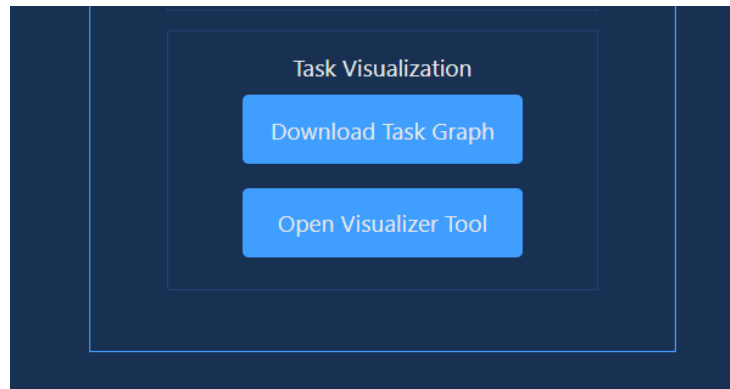 Task Visualization
Download Task Graph
Open Visualizer Tool